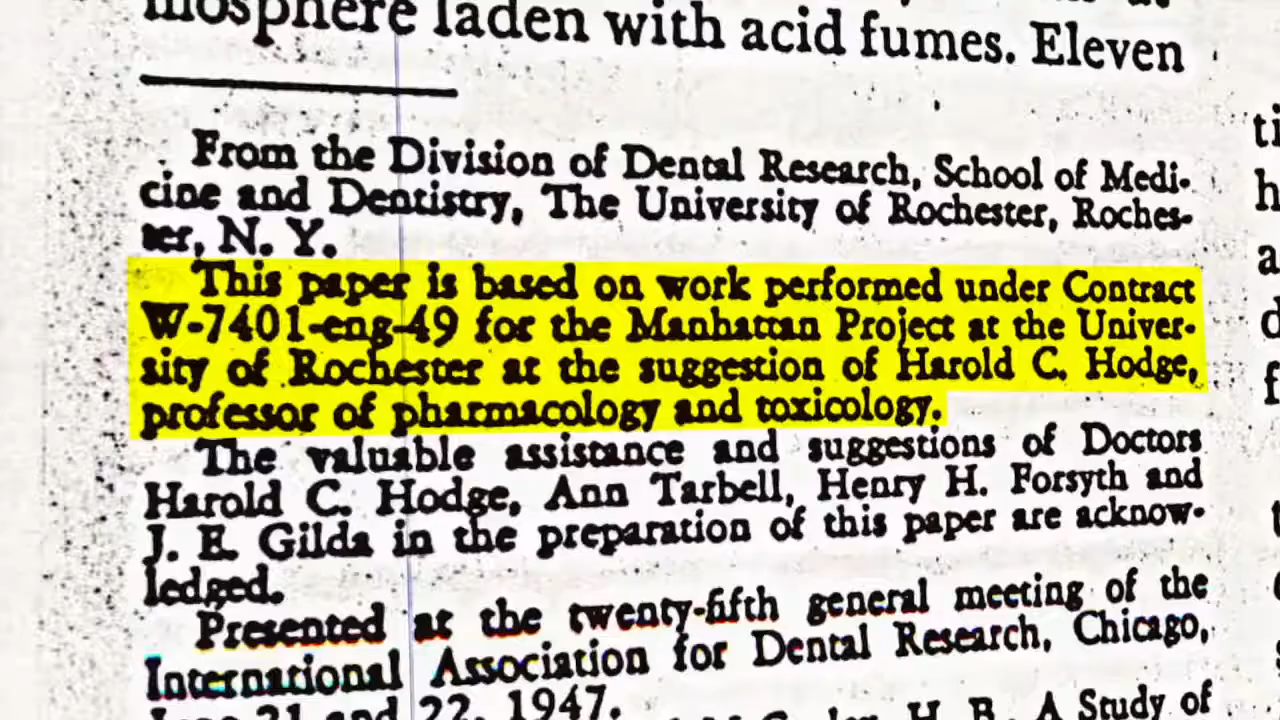 mosphere laden with acid fumes. Eleven
From the Division of Dental Research, School of Medi-
cine and Dentistry, The University of Rochester, Roches-
ter, N. Y.
This paper is based on work performed under Contract
W-7401-eng-49 for the Manhattan Project at the Univer-
sity of Rochester at the suggestion of Harold C. Hodge,
professor of pharmacology and toxicology.
The valuable assistance and suggestions of Doctors
Harold C. Hodge, Ann Tarbell, Henry H. Forsyth and
J. E. Gilda in the preparation of this paper are acknow-
ledged.
Presented at the twenty-fifth general meeting of the
International Association for Dental Research, Chicago,
June 21 and 22, 1947.
H. B. A Study of